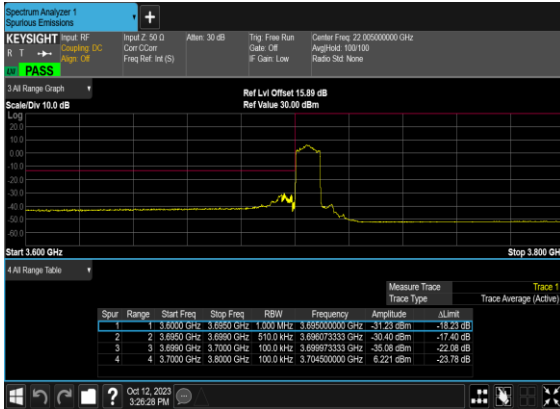 Spectrum Analyzer 1
Spurious Emissions
+
KEYSIGHT Input: RF Input Z: 50 Ω Atten: 30 dB Trig: Free Run Center Freq: 22.005000000 GHz
R T Coupling: DC Corr CCorr Gate: Off Avg|Hold: 100/100
Align: Off Freq Ref: Int (S) IF Gain: Low Radio Std: None
PASS
3 All Range Graph Ref Lvl Offset 15.89 dB
Scale/Div 10.0 dB Ref Value 30.00 dBm
Log
20.0
10.0
0.00
-10.0
-20.0
-30.0
-40.0
-50.0
-60.0
Start 3.600 GHz Stop 3.800 GH
4 All Range Table
Measure Trace Trace 1
Trace Type Trace Average (Active)
Spur Range Start Freq Stop Freq RBW Frequency Amplitude ΔLimit
1 1 3.6000 GHz 3.6950 GHz 1.000 MHz 3.695000000 GHz -31.23 dBm -18.23 dB
2 2 3.6950 GHz 3.6990 GHz 510.0 kHz 3.696073333 GHz -30.40 dBm -17.40 dB
3 3 3.6990 GHz 3.7000 GHz 100.0 kHz 3.699973333 GHz -35.08 dBm -22.08 dB
4 4 3.7000 GHz 3.8000 GHz 100.0 kHz 3.704500000 GHz 6.221 dBm -23.78 dB
? Oct 12, 2023
3:26:28 PM